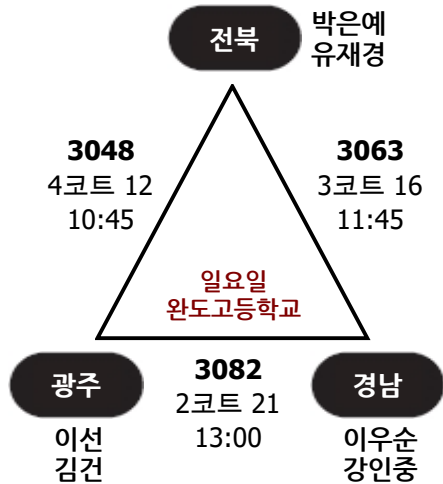 전북
박은예
유재경
3048
4코트 12
10:45
3063
3코트 16
11:45
일요일
완도고등학교
광주
이선
김건
3082
2코트 21
13:00
경남
이우순
강인중